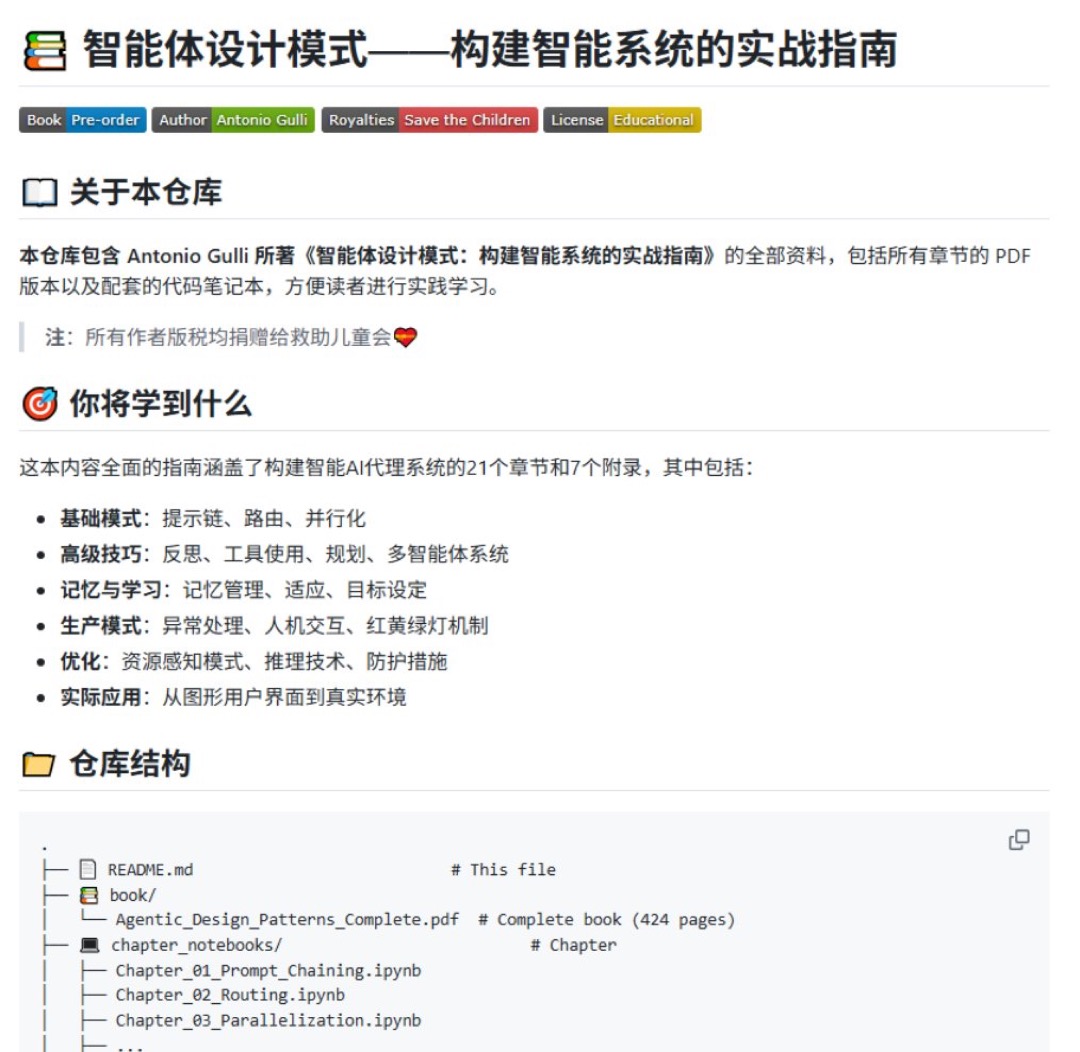 📚 智能体设计模式——构建智能系统的实战指南
Book Pre-order Author Antonio Gulli Royalties Save the Children License Educational
📖 关于本仓库
本仓库包含 Antonio Gulli 所著《智能体设计模式：构建智能系统的实战指南》的全部资料，包括所有章节的 PDF
版本以及配套的代码笔记本，方便读者进行实践学习。
注：所有作者版税均捐赠给救助儿童会❤️
🎯 你将学到什么
这本内容全面的指南涵盖了构建智能AI代理系统的21个章节和7个附录，其中包括：
• 基础模式：提示链、路由、并行化
• 高级技巧：反思、工具使用、规划、多智能体系统
• 记忆与学习：记忆管理、适应、目标设定
• 生产模式：异常处理、人机交互、红黄绿灯机制
• 优化：资源感知模式、推理技术、防护措施
• 实际应用：从图形用户界面到真实环境
📁 仓库结构
.
├── 📄 README.md # This file
├── 📚 book/
│ └── Agentic_Design_Patterns_Complete.pdf # Complete book (424 pages)
├── 💻 chapter_notebooks/ # Chapter
│ ├── Chapter_01_Prompt_Chaining.ipynb
│ ├── Chapter_02_Routing.ipynb
│ ├── Chapter_03_Parallelization.ipynb
│ ├── ...